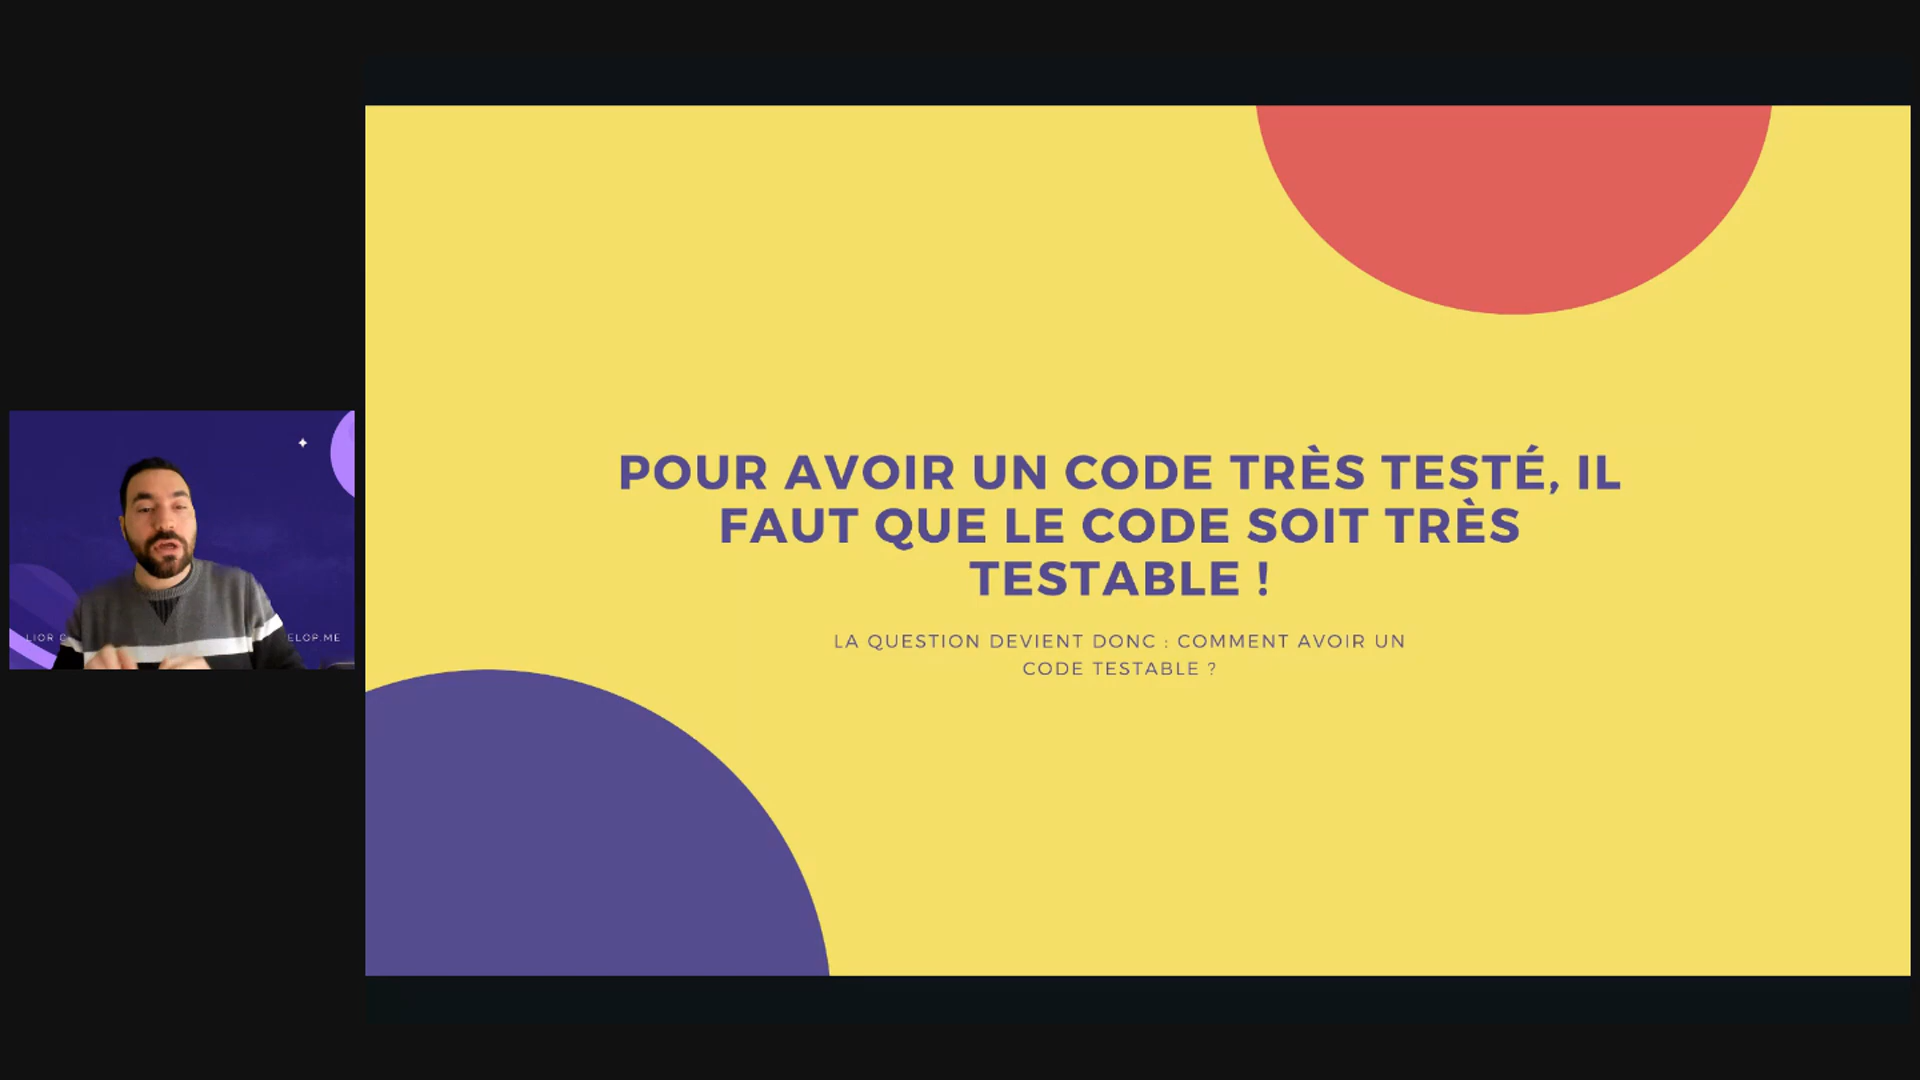 POUR AVOIR UN CODE TRÈS TESTÉ, IL
FAUT QUE LE CODE SOIT TRÈS
TESTABLE !
LA QUESTION DEVIENT DONC : COMMENT AVOIR UN
CODE TESTABLE ?
LIOR C
ELOP.ME